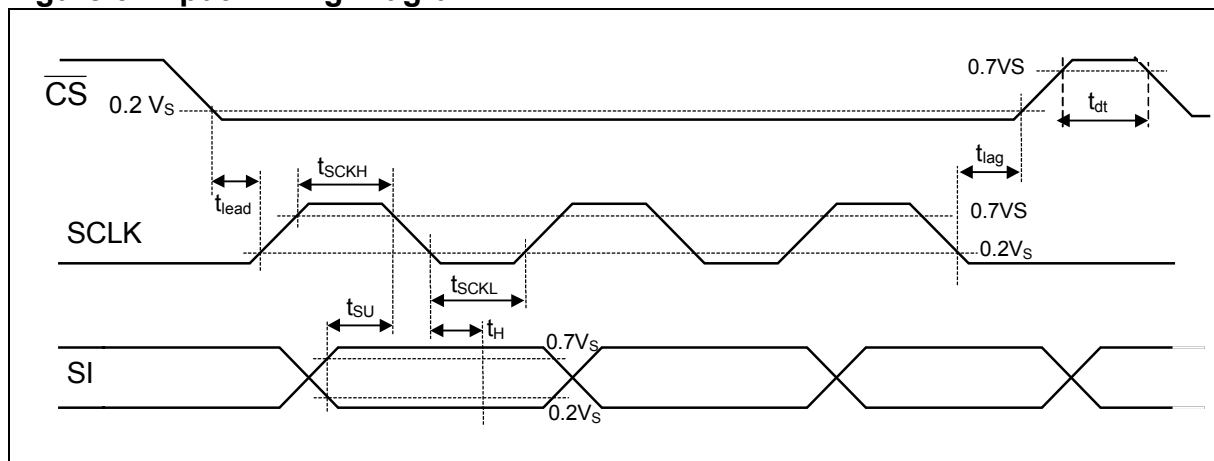 0.7VS
CS
0.2 VS
tdt
tlag
tSCKH
tlead
0.7VS
SCLK
0.2VS
tSCKL
tSU
tH
0.7VS
SI
0.2VS